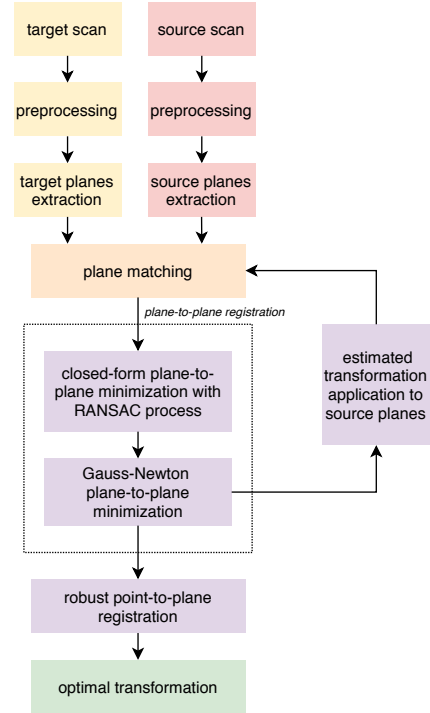 target scan
source scan
preprocessing
preprocessing
target planes
extraction
source planes
extraction
plane matching
plane-to-plane registration
closed-form plane-to-
plane minimization with
RANSAC process
estimated
transformation
application to
source planes
Gauss-Newton
plane-to-plane
minimization
robust point-to-plane
registration
optimal transformation